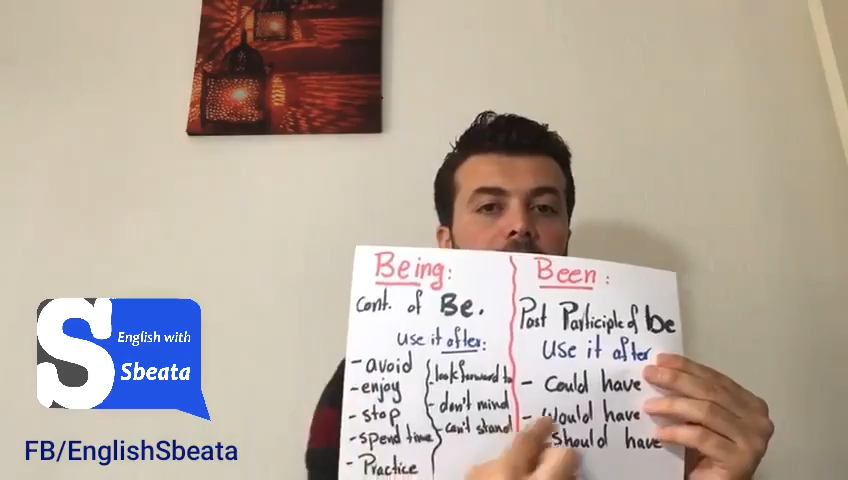 Being:
Cont. of Be.
Use it after:
- avoid
- enjoy
- stop
- spend time
- Practice
- look forward to
- don't mind
- can't stand
Been:
Past Participle of be
Use it after
- Could have
- Would have
should have
S
English with
Sbeata
FB/EnglishSbeata